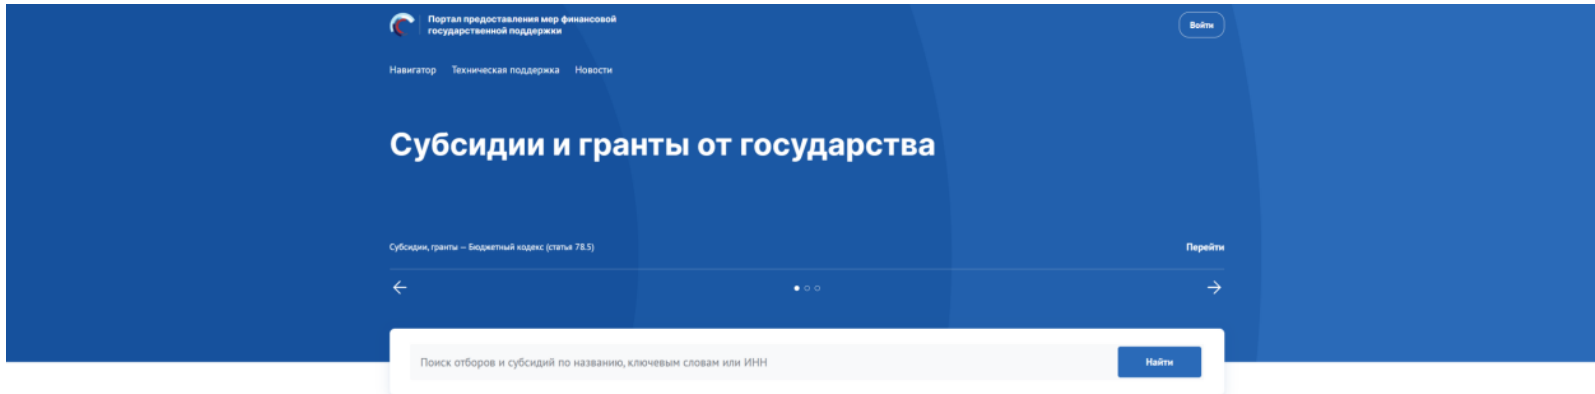 Портал предоставления мер финансовой
государственной поддержки
Войти
Навигатор Техническая поддержка Новости
Субсидии и гранты от государства
Субсидии, гранты — Бюджетный кодекс (статья 78.5)
Перейти
Поиск отборов и субсидий по названию, ключевым словам или ИНН
Найти